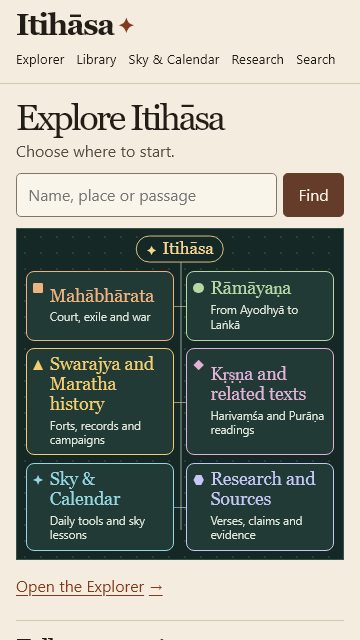 Itihāsa
Explorer Library Sky & Calendar Research Search
Explore Itihāsa
Choose where to start.
Name, place or passage
Find
Itihāsa
Mahābhārata
Court, exile and war
Rāmāyaṇa
From Ayodhyā to
Laṅkā
Swarajya and
Maratha
history
Forts, records and
campaigns
Kṛṣṇa and
related texts
Harivaṃśa and Purāṇa
readings
Sky &
Calendar
Daily tools and sky
lessons
Research and
Sources
Verses, claims and
evidence
Open the Explorer →